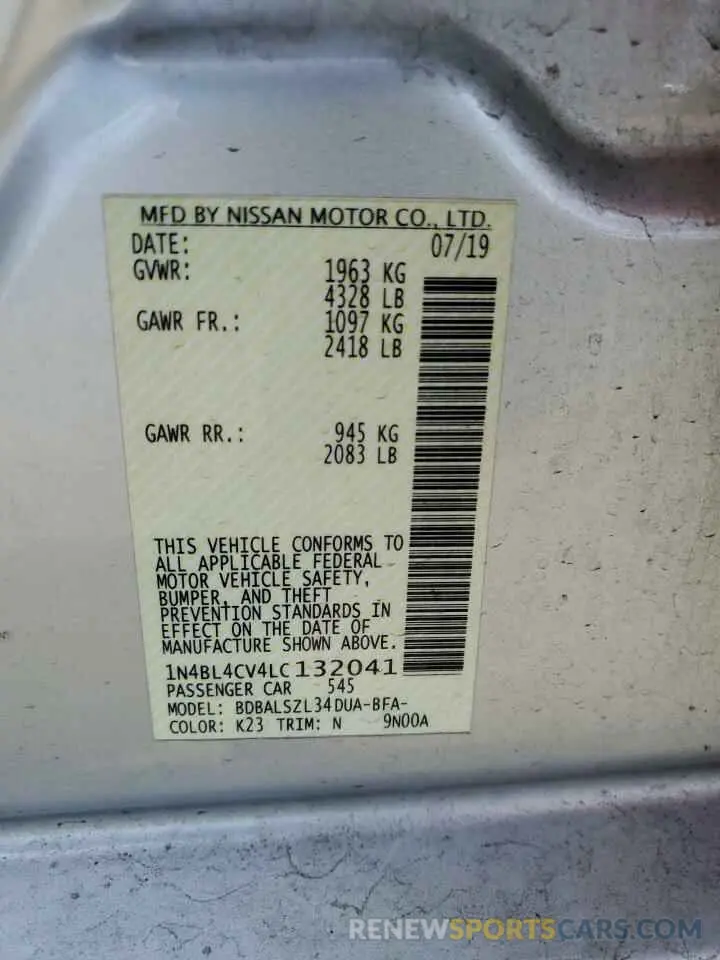 MFD BY NISSAN MOTOR CO., LTD.
DATE: 07/19
GVWR: 1963 KG
4328 LB
GAWR FR.: 1097 KG
2418 LB
GAWR RR.: 945 KG
2083 LB
THIS VEHICLE CONFORMS TO
ALL APPLICABLE FEDERAL
MOTOR VEHICLE SAFETY,
BUMPER, AND THEFT
PREVENTION STANDARDS IN
EFFECT ON THE DATE OF
MANUFACTURE SHOWN ABOVE.
1N4BL4CV4LC132041
PASSENGER CAR 545
MODEL: BDBALSZL34DUA-BFA-
COLOR: K23 TRIM: N 9N00A
RENEWSPORTSCARS.COM